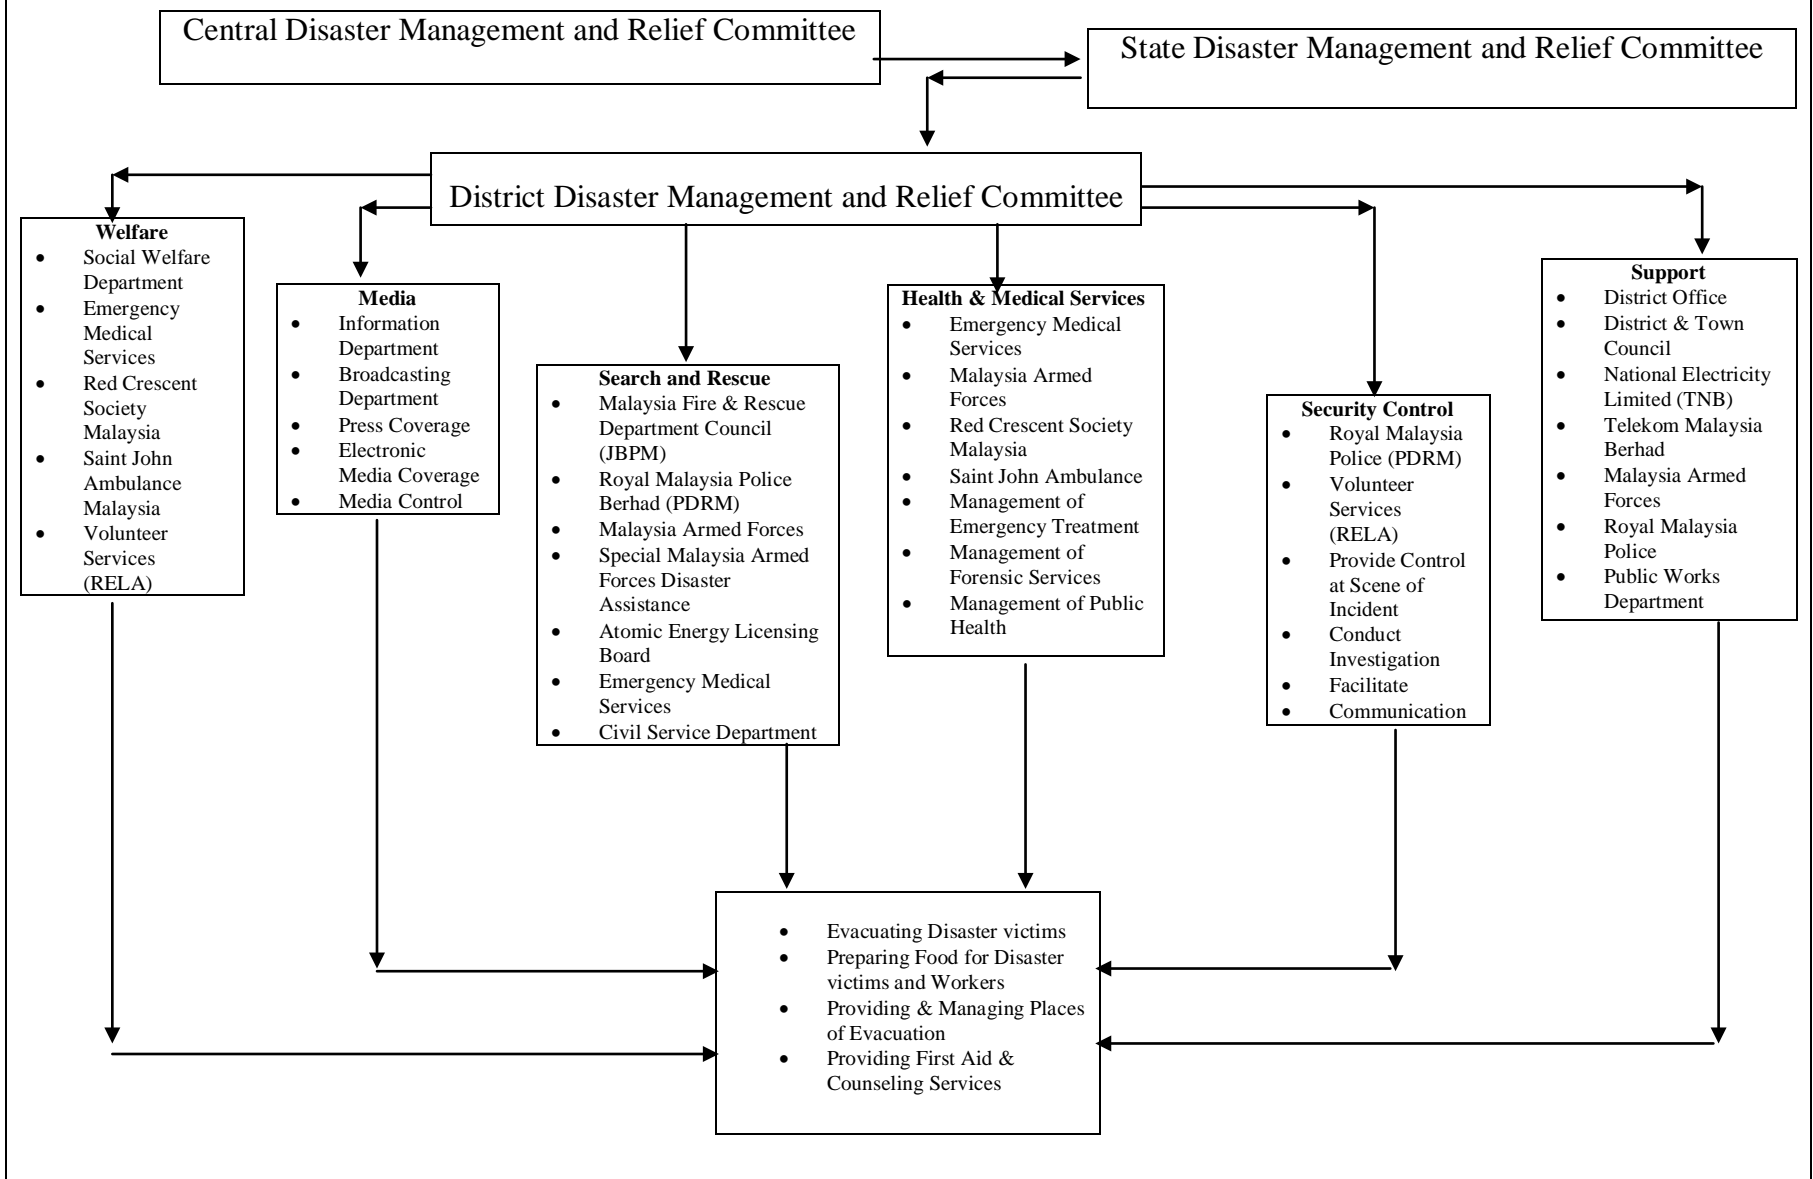 Central Disaster Management and Relief Committee
State Disaster Management and Relief Committee
District Disaster Management and Relief Committee
Welfare
• Social Welfare
Department
• Emergency
Medical
Services
• Red Crescent
Society
Malaysia
• Saint John
Ambulance
Malaysia
• Volunteer
Services
(RELA)
Media
• Information
Department
• Broadcasting
Department
• Press Coverage
• Electronic
Media Coverage
• Media Control
Search and Rescue
• Malaysia Fire & Rescue
Department Council
(JBPM)
• Royal Malaysia Police
Berhad (PDRM)
• Malaysia Armed Forces
• Special Malaysia Armed
Forces Disaster
Assistance
• Atomic Energy Licensing
Board
• Emergency Medical
Services
• Civil Service Department
Health & Medical Services
• Emergency Medical
Services
• Malaysia Armed
Forces
• Red Crescent Society
Malaysia
• Saint John Ambulance
• Management of
Emergency Treatment
• Management of
Forensic Services
• Management of Public
Health
Security Control
• Royal Malaysia
Police (PDRM)
• Volunteer
Services
(RELA)
• Provide Control
at Scene of
Incident
• Conduct
Investigation
• Facilitate
• Communication
Support
• District Office
• District & Town
Council
• National Electricity
Limited (TNB)
• Telekom Malaysia
Berhad
• Malaysia Armed
Forces
• Royal Malaysia
Police
• Public Works
Department
• Evacuating Disaster victims
• Preparing Food for Disaster
victims and Workers
• Providing & Managing Places
of Evacuation
• Providing First Aid &
Counseling Services